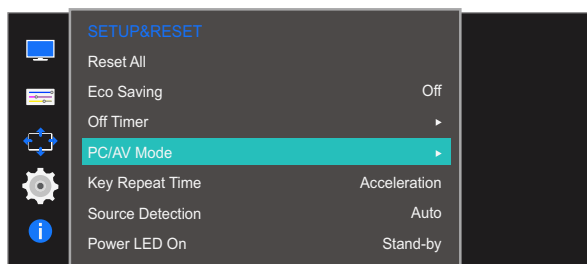 SETUP&RESET
Reset All
Eco Saving Off
Off Timer ►
PC/AV Mode ►
Key Repeat Time Acceleration
Source Detection Auto
Power LED On Stand-by